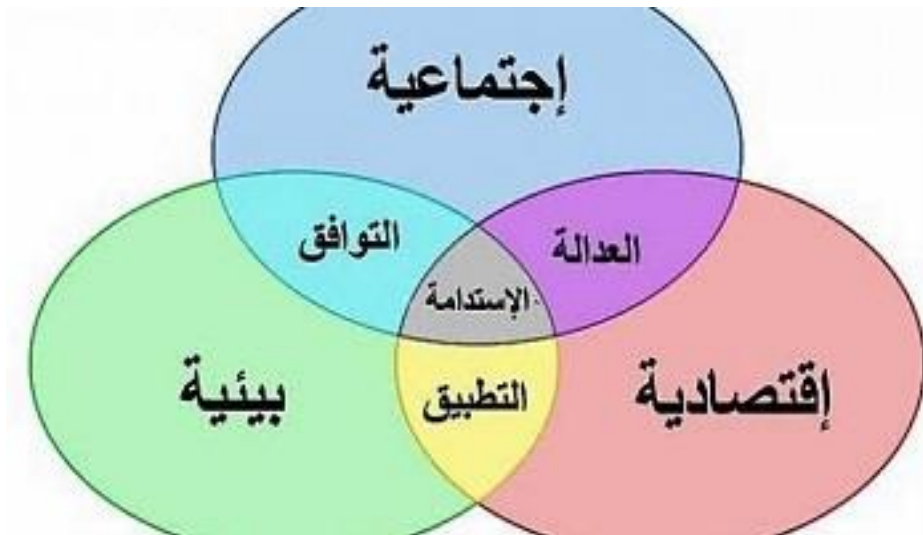 إجتماعية
التوافق
العدالة
الإستدامة
بيئية
التطبيق
إقتصادية